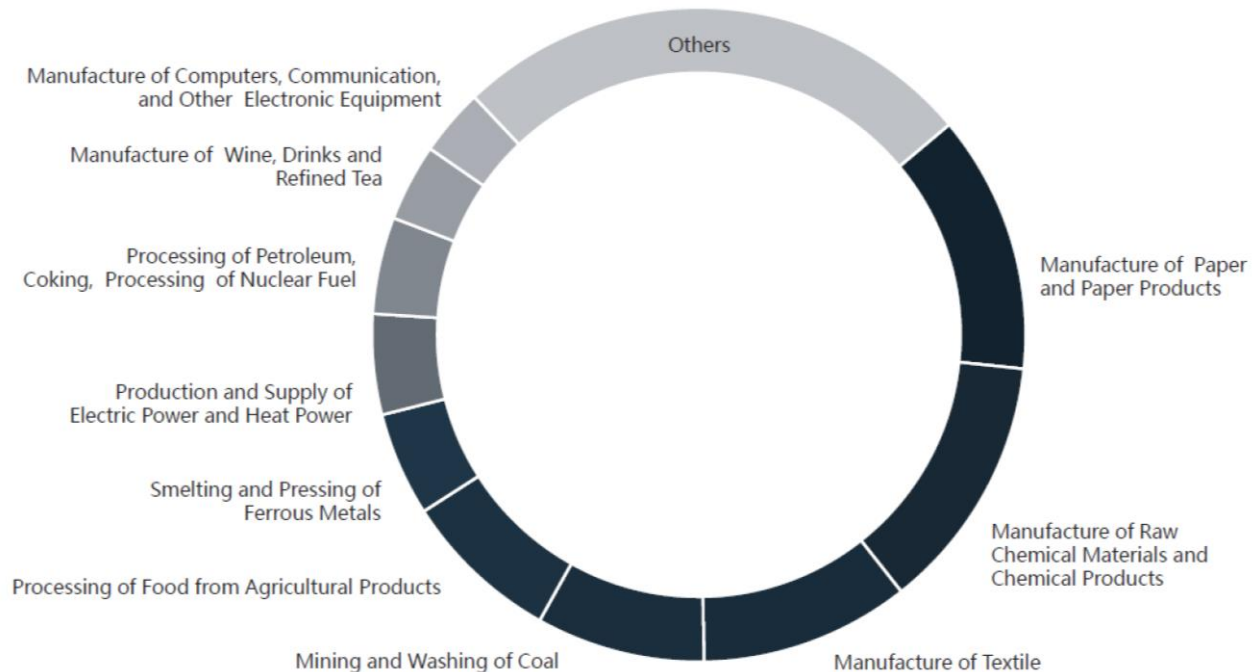 Others
Manufacture of Computers, Communication,
and Other Electronic Equipment
Manufacture of Wine, Drinks and
Refined Tea
Processing of Petroleum,
Coking, Processing of Nuclear Fuel
Production and Supply of
Electric Power and Heat Power
Smelting and Pressing of
Ferrous Metals
Processing of Food from Agricultural Products
Mining and Washing of Coal
Manufacture of Textile
Manufacture of Raw
Chemical Materials and
Chemical Products
Manufacture of Paper
and Paper Products